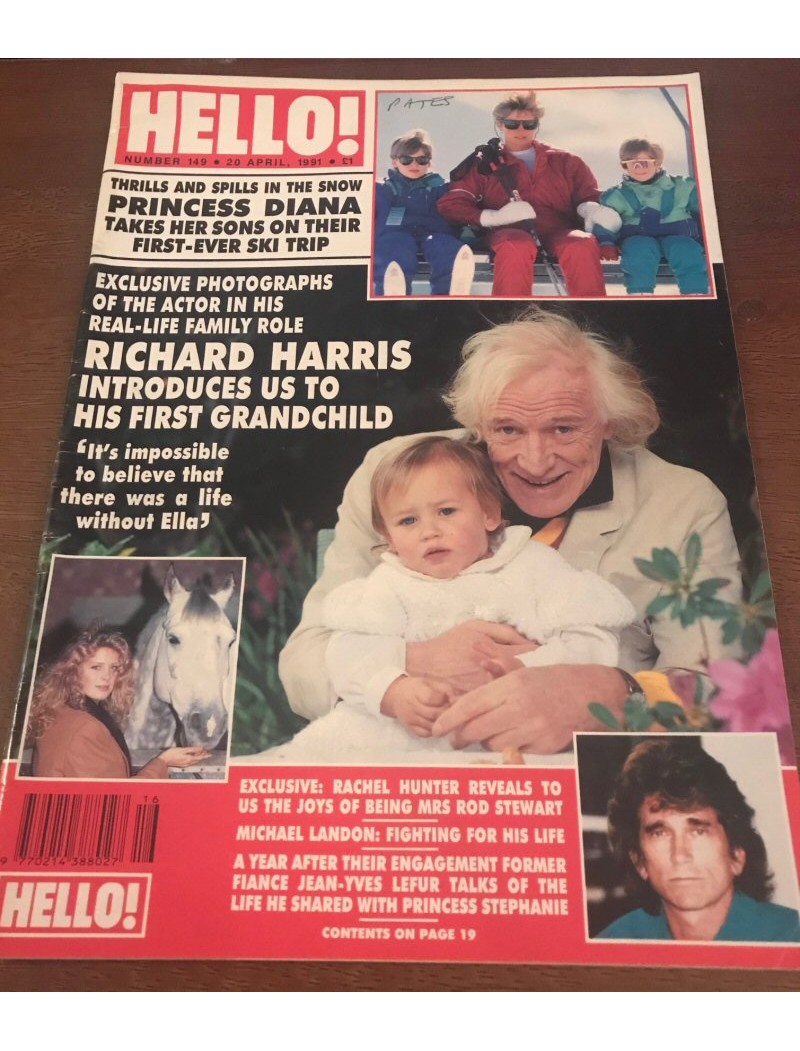 HELLO!
NUMBER 149 • 20 APRIL, 1991 • £1
PATES
THRILLS AND SPILLS IN THE SNOW
PRINCESS DIANA
TAKES HER SONS ON THEIR
FIRST-EVER SKI TRIP
EXCLUSIVE PHOTOGRAPHS
OF THE ACTOR IN HIS
REAL-LIFE FAMILY ROLE
RICHARD HARRIS
INTRODUCES US TO
HIS FIRST GRANDCHILD
‘It's impossible
to believe that
there was a life
without Ella’
EXCLUSIVE: RACHEL HUNTER REVEALS TO
US THE JOYS OF BEING MRS ROD STEWART
MICHAEL LANDON: FIGHTING FOR HIS LIFE
A YEAR AFTER THEIR ENGAGEMENT FORMER
FIANCE JEAN-YVES LEFUR TALKS OF THE
LIFE HE SHARED WITH PRINCESS STEPHANIE
CONTENTS ON PAGE 19
16
9 770214 388027
HELLO!